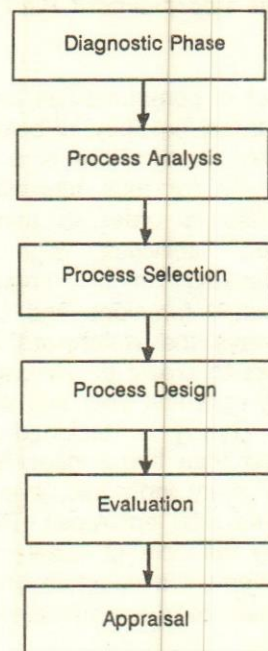 Diagnostic Phase
Process Analysis
Process Selection
Process Design
Evaluation
Appraisal